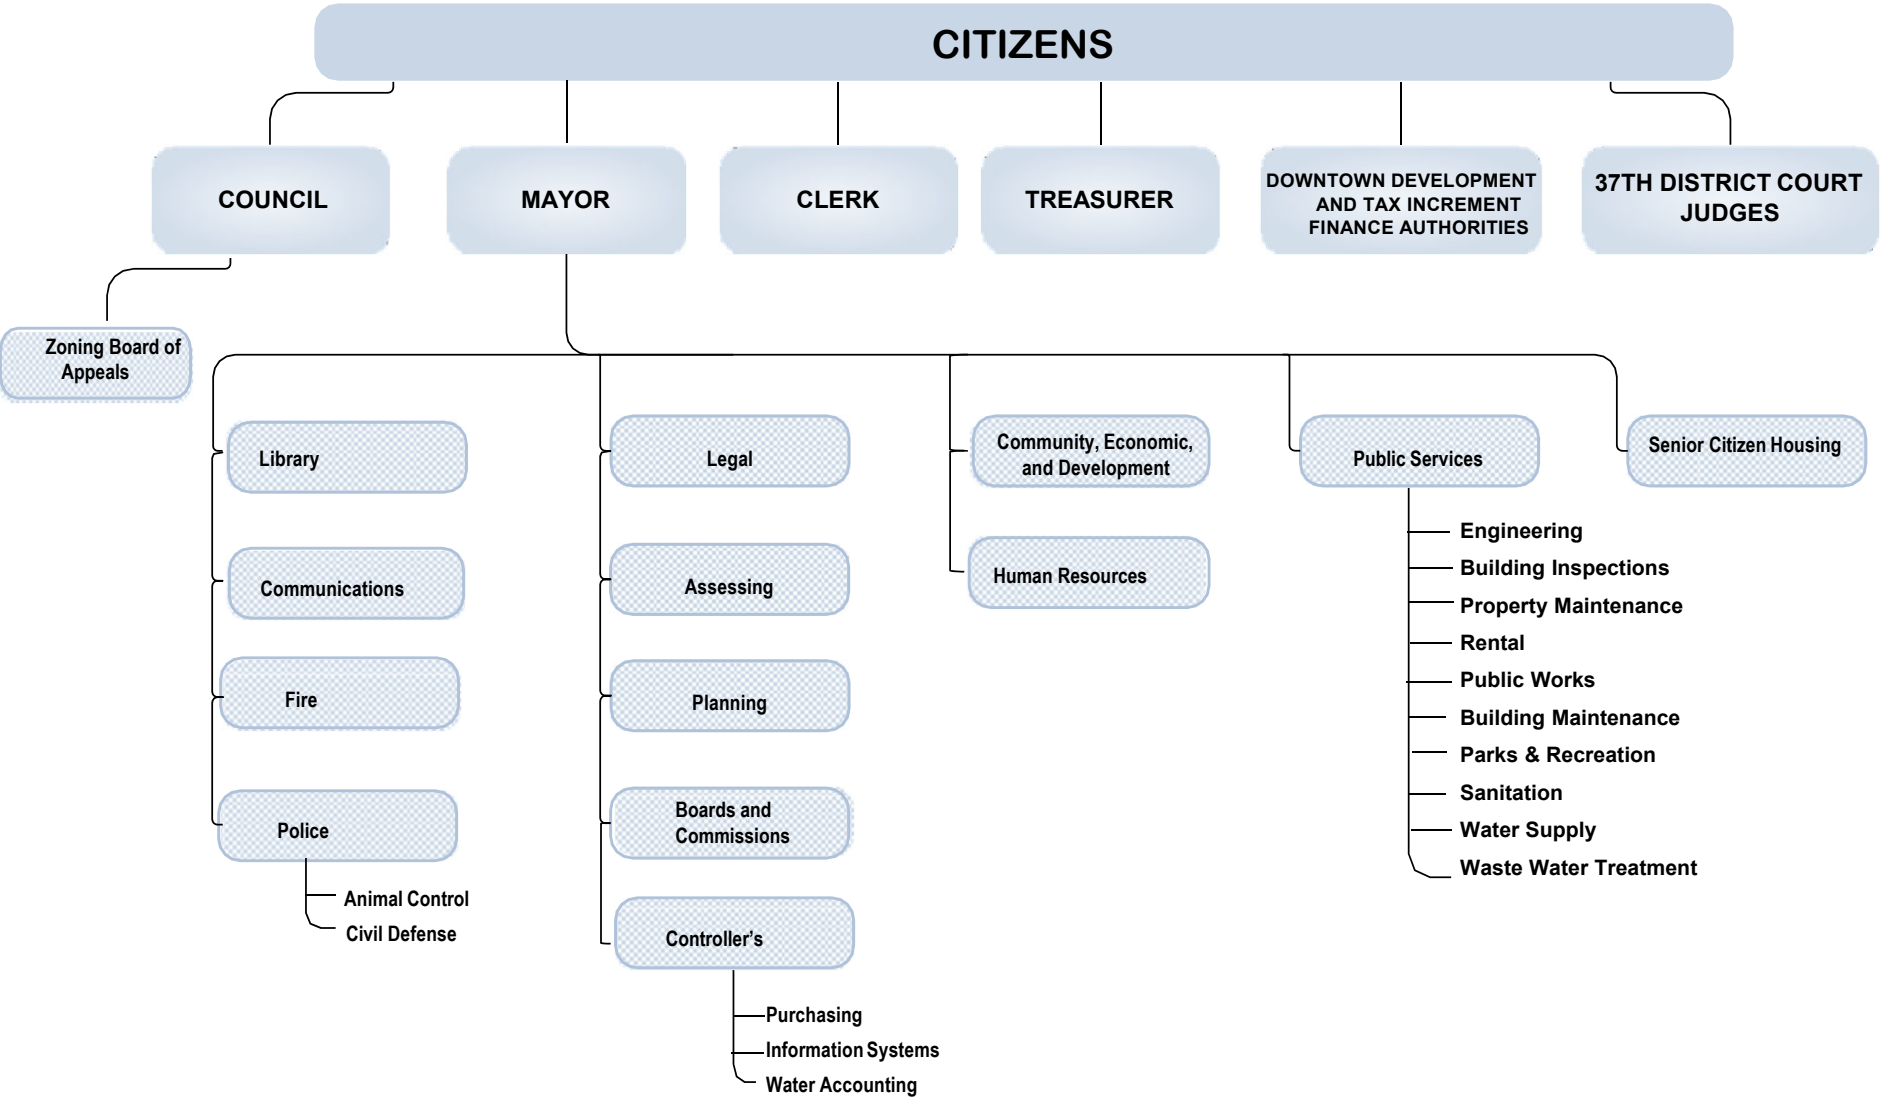 CITIZENS
COUNCIL
MAYOR
CLERK
TREASURER
DOWNTOWN DEVELOPMENT
AND TAX INCREMENT
FINANCE AUTHORITIES
37TH DISTRICT COURT
JUDGES
Zoning Board of
Appeals
Library
Communications
Fire
Police
Animal Control
Civil Defense
Legal
Assessing
Planning
Boards and
Commissions
Controller’s
Purchasing
Information Systems
Water Accounting
Community, Economic,
and Development
Human Resources
Public Services
Engineering
Building Inspections
Property Maintenance
Rental
Public Works
Building Maintenance
Parks & Recreation
Sanitation
Water Supply
Waste Water Treatment
Senior Citizen Housing